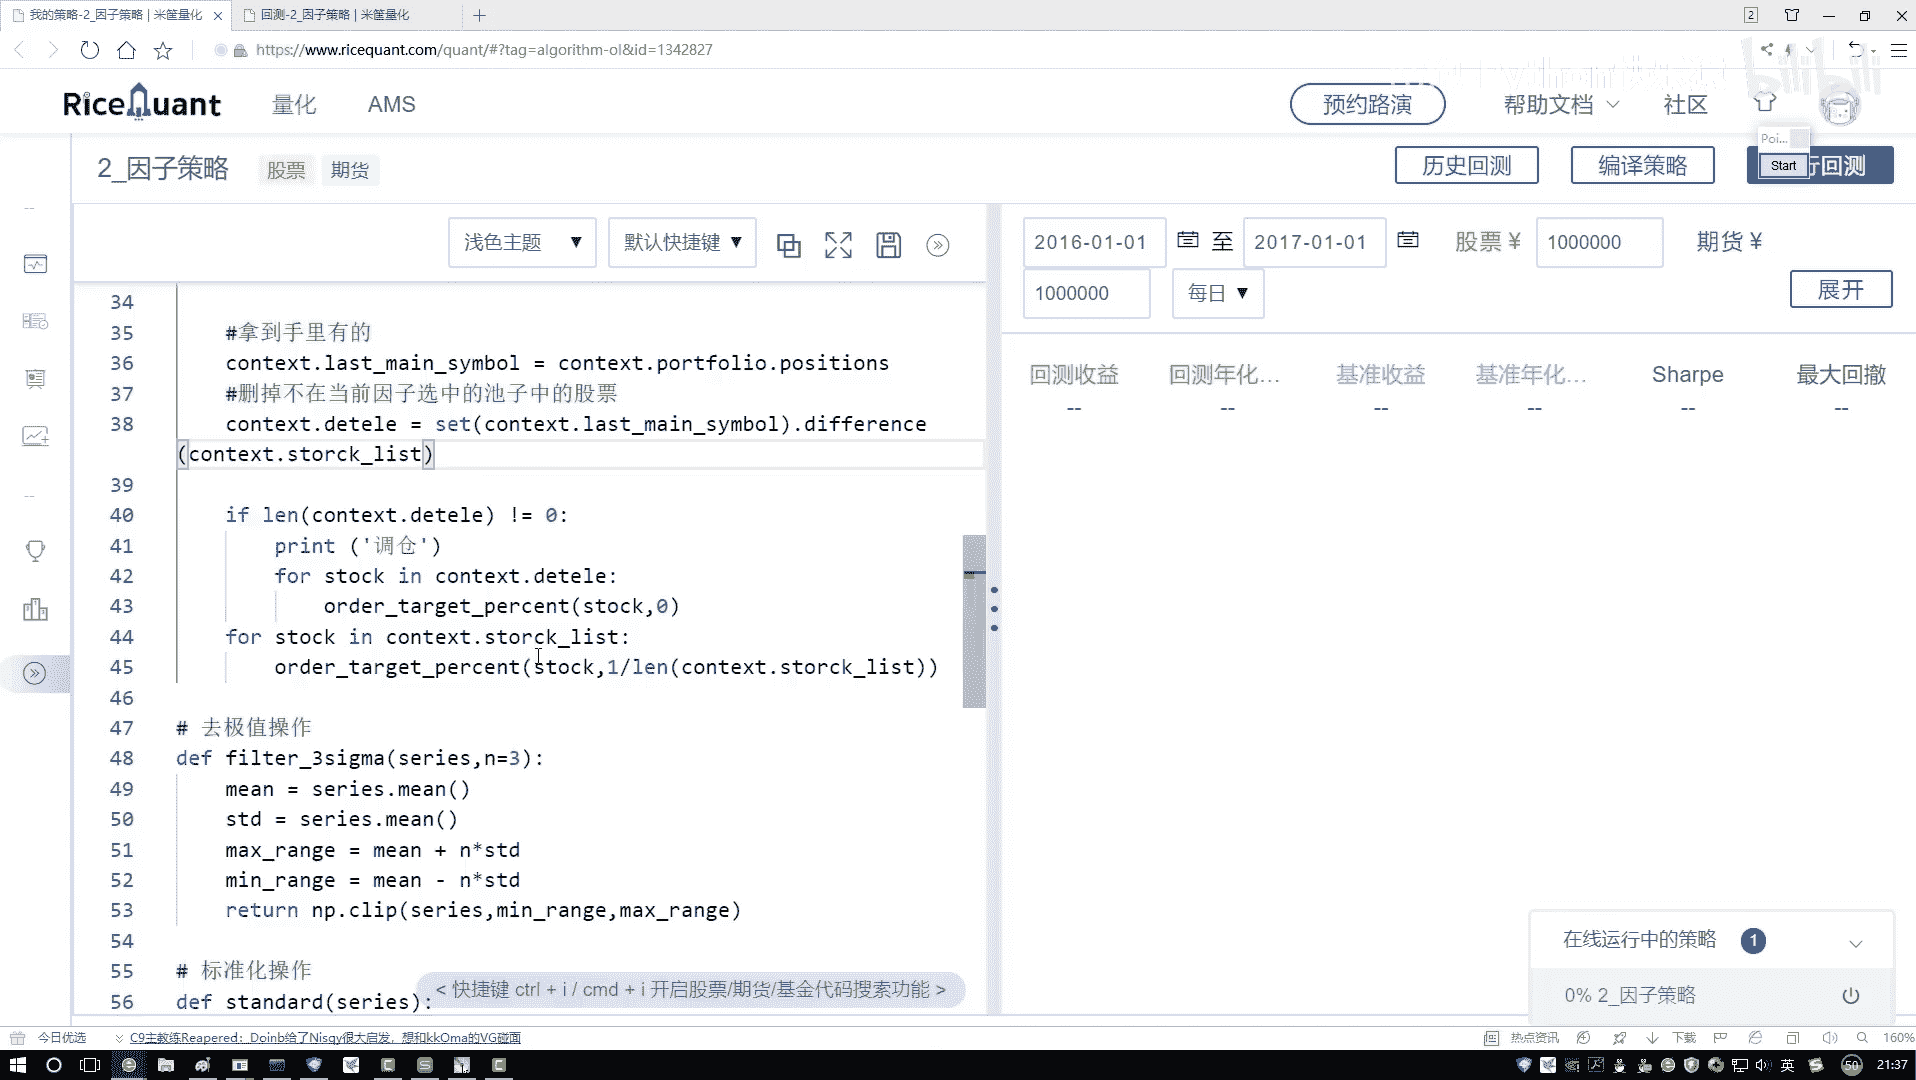 我的策略-2_因子策略 | 米筐量化
回测-2_因子策略 | 米筐量化
2
https://www.ricequant.com/quant/#?tag=algorithm-ol&id=1342827
bilibili
RiceQuant
量化
AMS
预约路演
帮助文档
社区
Poi...
2_因子策略
股票
期货
历史回测
编译策略
Start
行回测
浅色主题 ▼
默认快捷键 ▼
2016-01-01
至
2017-01-01
股票 ¥
1000000
期货 ¥
1000000
每日 ▼
展开
34
35 #拿到手里有的
36 context.last_main_symbol = context.portfolio.positions
37 #删掉不在当前因子选中的池子中的股票
38 context.detele = set(context.last_main_symbol).difference
(context.storck_list)
39
40 if len(context.detele) != 0:
41 print ('调仓')
42 for stock in context.detele:
43 order_target_percent(stock,0)
44 for stock in context.storck_list:
45 order_target_percent(stock,1/len(context.storck_list))
46
47 # 去极值操作
48 def filter_3sigma(series,n=3):
49 mean = series.mean()
50 std = series.mean()
51 max_range = mean + n*std
52 min_range = mean - n*std
53 return np.clip(series,min_range,max_range)
54
55 # 标准化操作
56 def standard(series):
< 快捷键 ctrl + i / cmd + i 开启股票/期货/基金代码搜索功能 >
回测收益
回测年化...
基准收益
基准年化...
Sharpe
最大回撤
--
--
--
--
--
--
在线运行中的策略 1
0% 2_因子策略
今日优选
C9主教练Reapered：Doinb给了Nisqy很大启发，想和kkOma的VG碰面
热点资讯
下载
160%
英
50
21:37